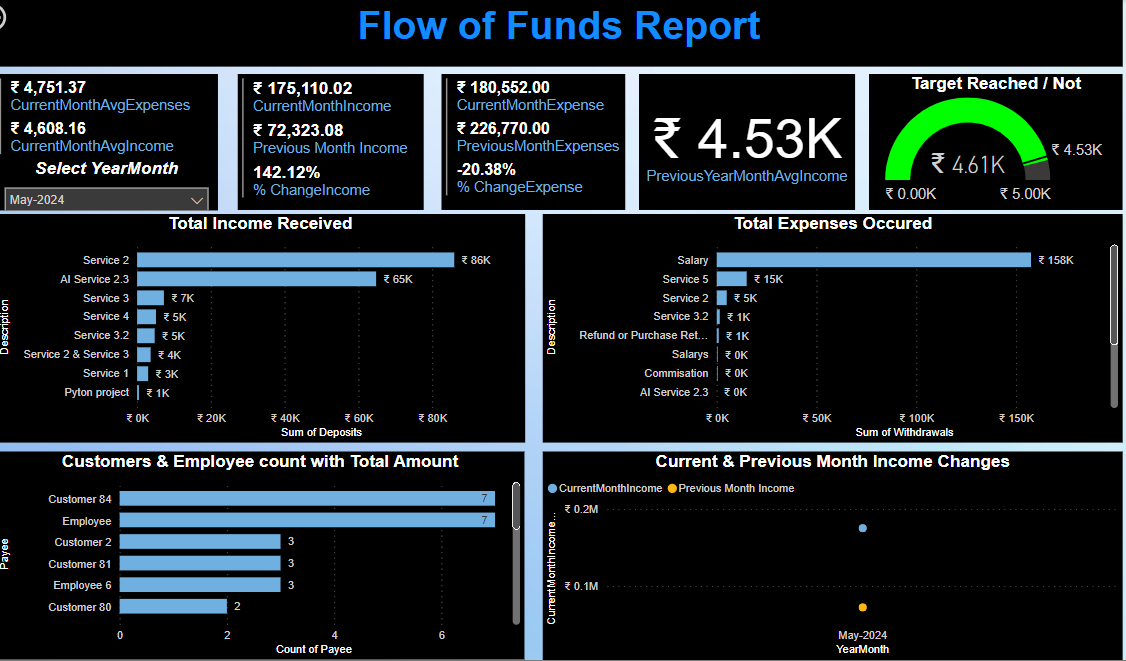 Flow of Funds Report
₹ 4,751.37
CurrentMonthAvgExpenses
₹ 4,608.16
CurrentMonthAvgIncome
Select YearMonth
May-2024
₹ 175,110.02
CurrentMonthIncome
₹ 72,323.08
Previous Month Income
142.12%
% ChangeIncome
₹ 180,552.00
CurrentMonthExpense
₹ 226,770.00
PreviousMonthExpenses
-20.38%
% ChangeExpense
₹ 4.53K
PreviousYearMonthAvgIncome
Target Reached / Not
₹ 4.53K
₹ 4.61K
₹ 0.00K
₹ 5.00K
Total Income Received
Description
Service 2 ₹ 86K
AI Service 2.3 ₹ 65K
Service 3 ₹ 7K
Service 4 ₹ 5K
Service 3.2 ₹ 5K
Service 2 & Service 3 ₹ 4K
Service 1 ₹ 3K
Pyton project ₹ 1K
₹ 0K ₹ 20K ₹ 40K ₹ 60K ₹ 80K
Sum of Deposits
Total Expenses Occured
Description
Salary ₹ 158K
Service 5 ₹ 15K
Service 2 ₹ 5K
Service 3.2 ₹ 1K
Refund or Purchase Ret... ₹ 1K
Salarys ₹ 0K
Commisation ₹ 0K
AI Service 2.3 ₹ 0K
₹ 0K ₹ 50K ₹ 100K ₹ 150K
Sum of Withdrawals
Customers & Employee count with Total Amount
Payee
Customer 84 7
Employee 7
Customer 2 3
Customer 81 3
Employee 6 3
Customer 80 2
0 2 4 6
Count of Payee
Current & Previous Month Income Changes
CurrentMonthIncome Previous Month Income
CurrentMonthIncome...
₹ 0.2M
₹ 0.1M
May-2024
YearMonth